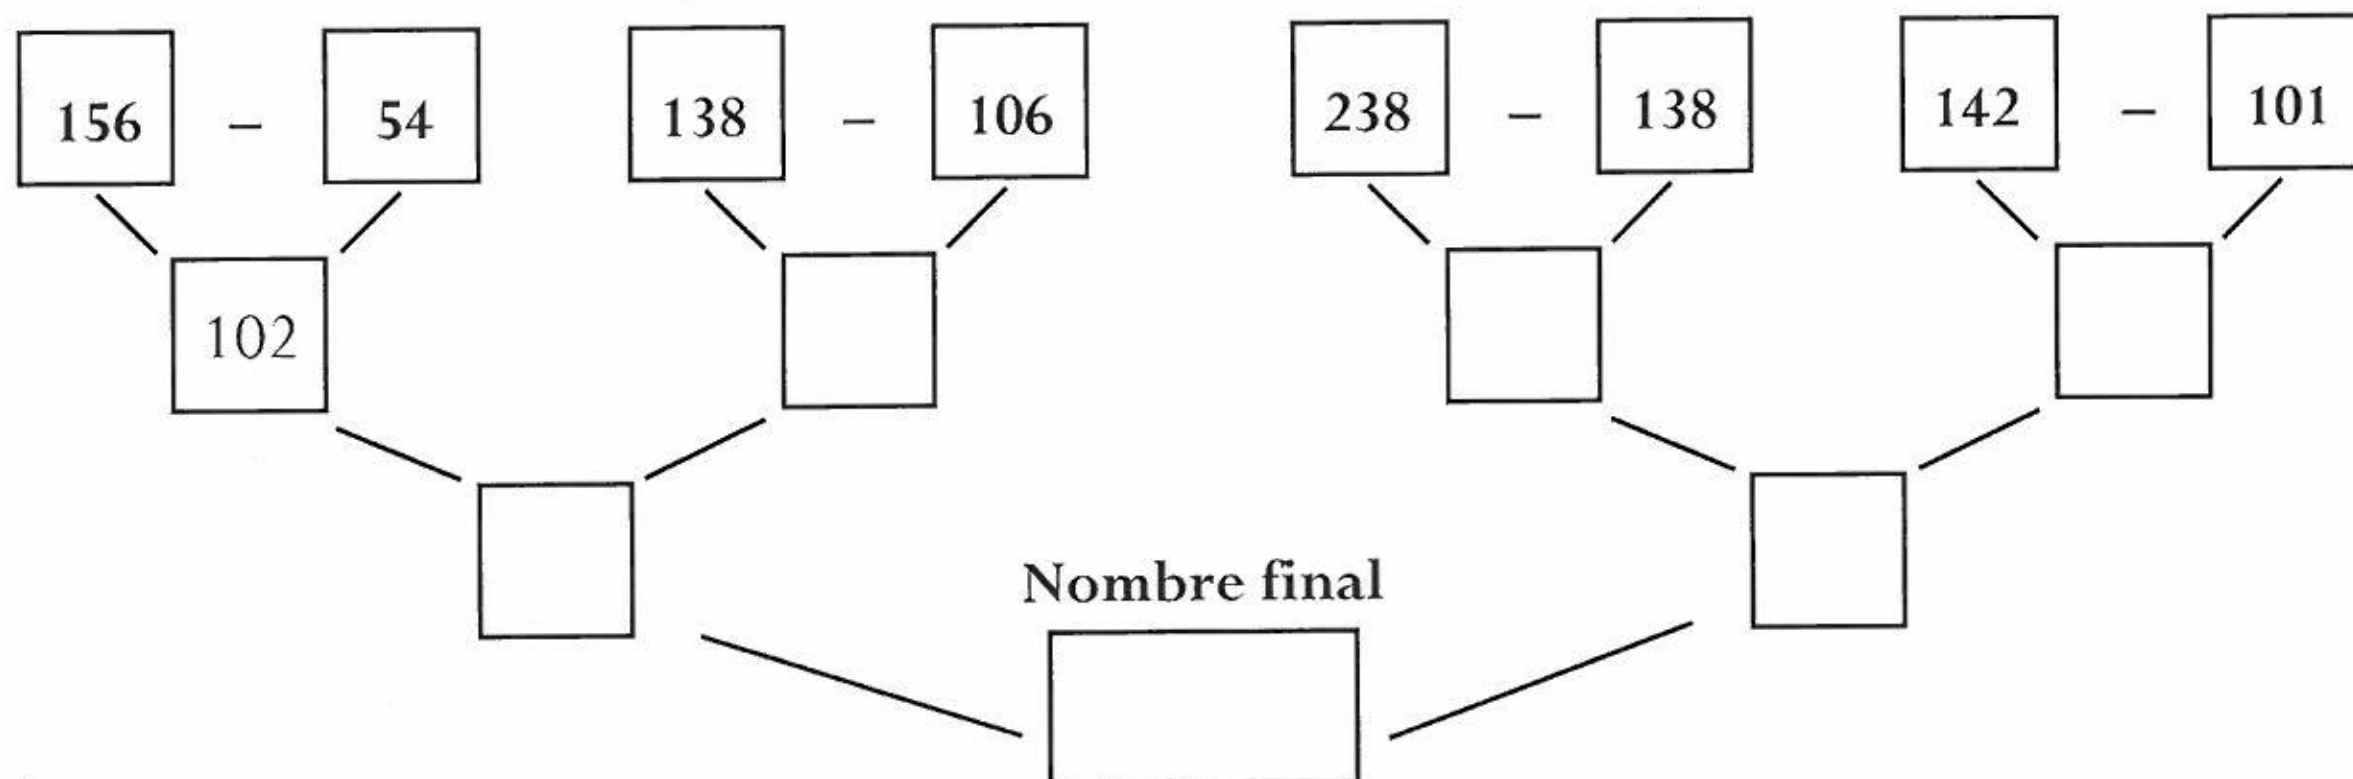 156 – 54 138 – 106 238 – 138 142 – 101
102
Nombre final